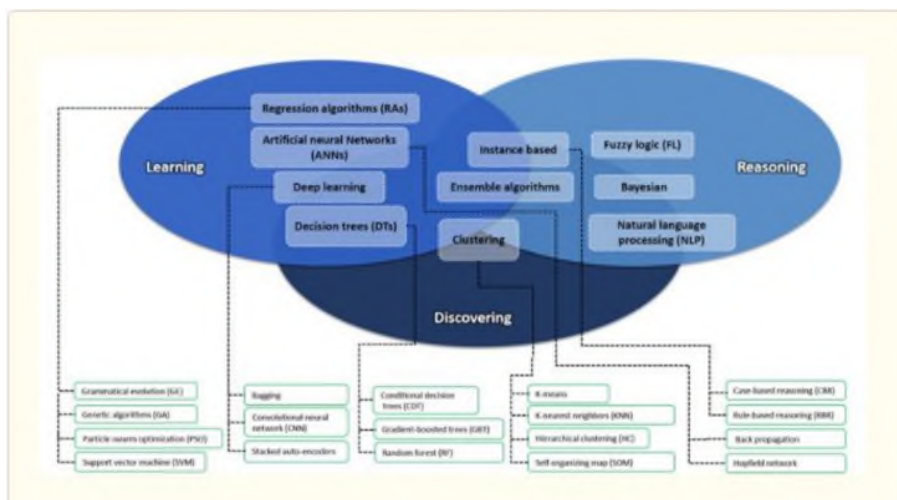 Regression algorithms (RAs)
Artificial neural Networks
(ANNs)
Learning
Deep learning
Decision trees (DTs)
Instance based
Ensemble algorithms
Clustering
Fuzzy logic (FL)
Reasoning
Bayesian
Natural language
processing (NLP)
Discovering
Grammatical evolution (GE)
Genetic algorithms (GA)
Particle swarm optimization (PSO)
Support vector machine (SVM)
Bagging
Convolutional neural
network (CNN)
Stacked auto-encoders
Conditional decision
trees (CDT)
Gradient-boosted trees (GBT)
Random forest (RF)
K-means
K-nearest neighbors (KNN)
Hierarchical clustering (HC)
Self organizing map (SOM)
Case-based reasoning (CBR)
Rule-based reasoning (RBR)
Back propagation
Hopfield network